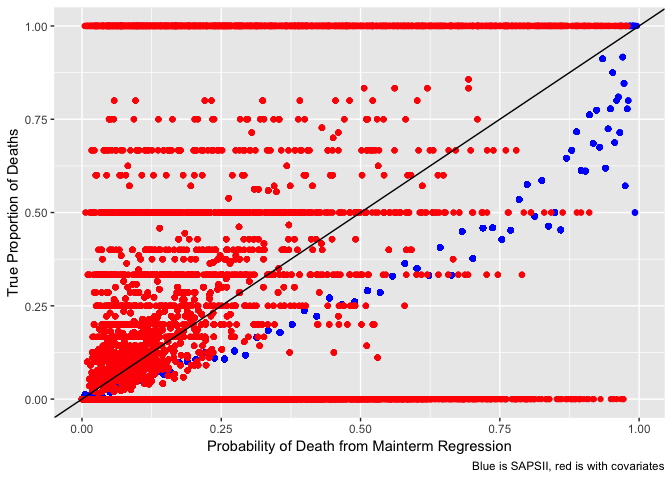 1.00
0.75
0.50
0.25
0.00
True Proportion of Deaths
0.00 0.25 0.50 0.75 1.00
Probability of Death from Mainterm Regression
Blue is SAPSII, red is with covariates